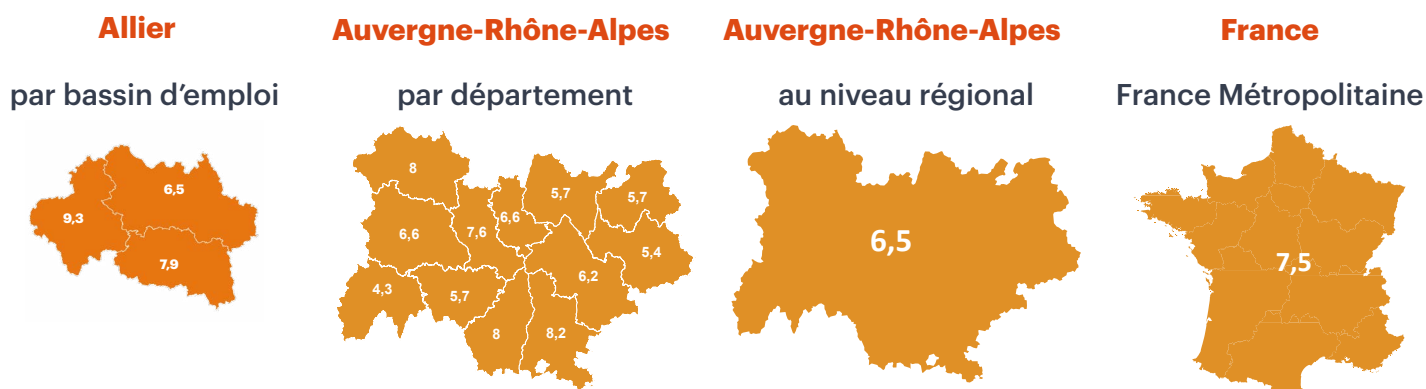 Allier
par bassin d'emploi
9,3
6,5
7,9
Auvergne-Rhône-Alpes
par département
8
5,7
5,7
6,6
7,6
6,6
5,4
6,2
4,3
5,7
8
8,2
Auvergne-Rhône-Alpes
au niveau régional
6,5
France
France Métropolitaine
7,5